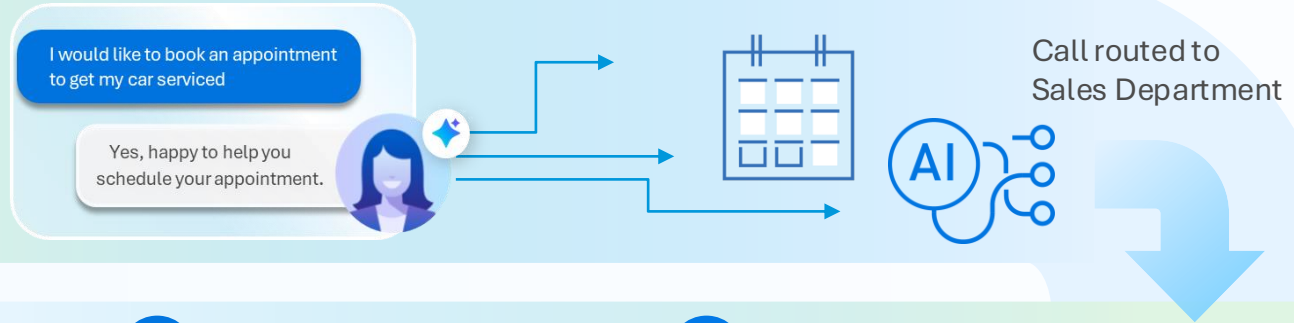 I would like to book an appointment
to get my car serviced
Yes, happy to help you
schedule your appointment.
AI
Call routed to
Sales Department